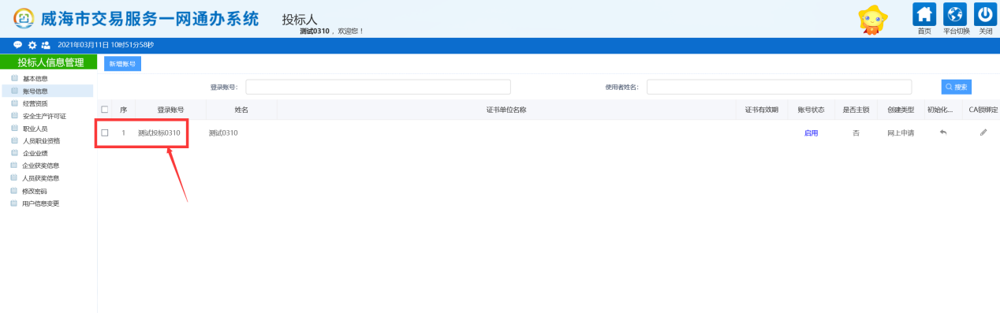 威海市交易服务一网通办系统
投标人
测试0310 ，欢迎您！
首页 平台切换 关闭
2021年03月11日 10时51分58秒
投标人信息管理
新增账号
基本信息
账号信息
经营资质
安全生产许可证
职业人员
人员职业资格
企业业绩
企业获奖信息
人员获奖信息
修改密码
用户信息变更
登录账号： 使用者姓名： 搜索
序 登录账号 姓名 证书单位名称 证书有效期 账号状态 是否主锁 创建类型 初始化... CA锁绑定
1 测试投标0310 测试0310 启用 否 网上申请